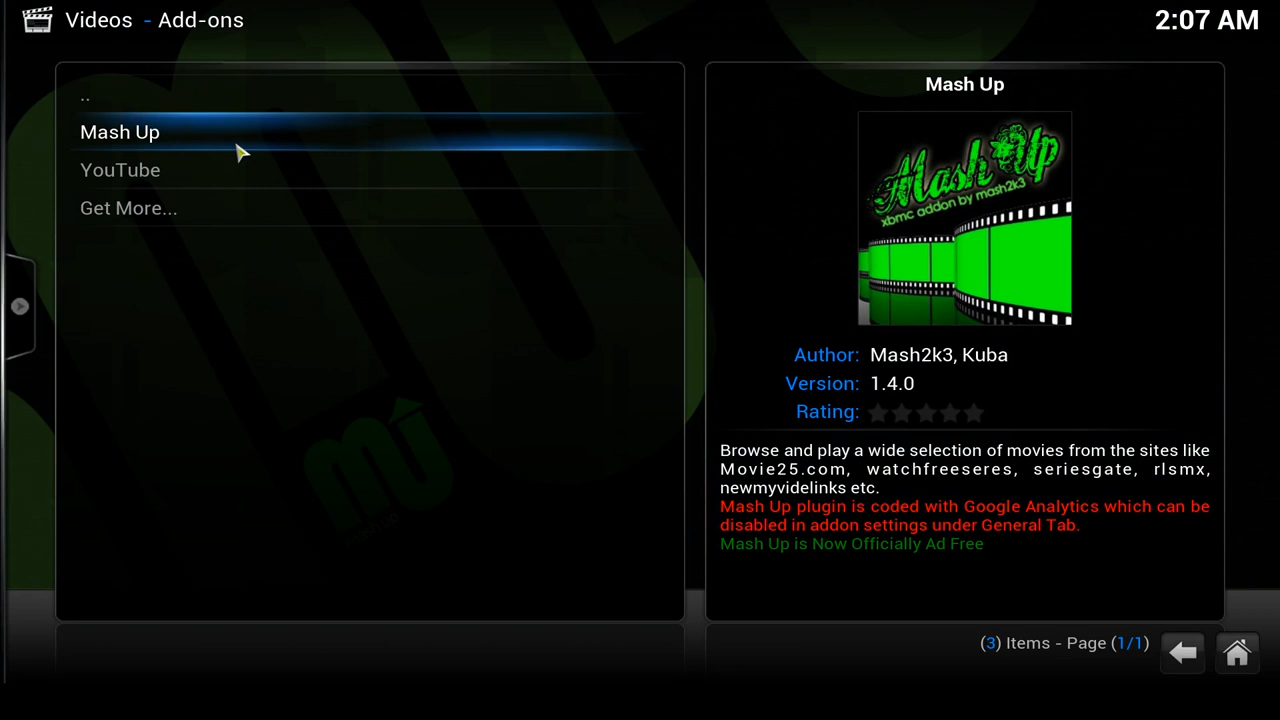 Videos - Add-ons
2:07 AM
..
Mash Up
YouTube
Get More...
Mash Up
Mash Up
xbmc addon by mash2k3
Author: Mash2k3, Kuba
Version: 1.4.0
Rating:
Browse and play a wide selection of movies from the sites like
Movie25.com, watchfreeseres, seriesgate, rlsmx,
newmyvidelinks etc.
Mash Up plugin is coded with Google Analytics which can be
disabled in addon settings under General Tab.
Mash Up is Now Officially Ad Free
(3) Items - Page (1/1)